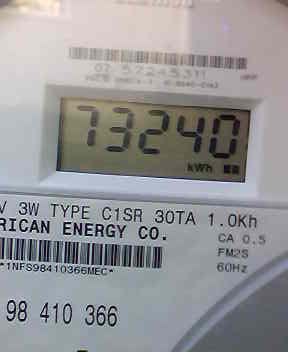 73240
kWh
V 3W TYPE C1SR 30TA 1.0Kh
RICAN ENERGY CO.
CA 0.5
FM2S
60Hz
*1NFS98410366MEC*
98 410 366